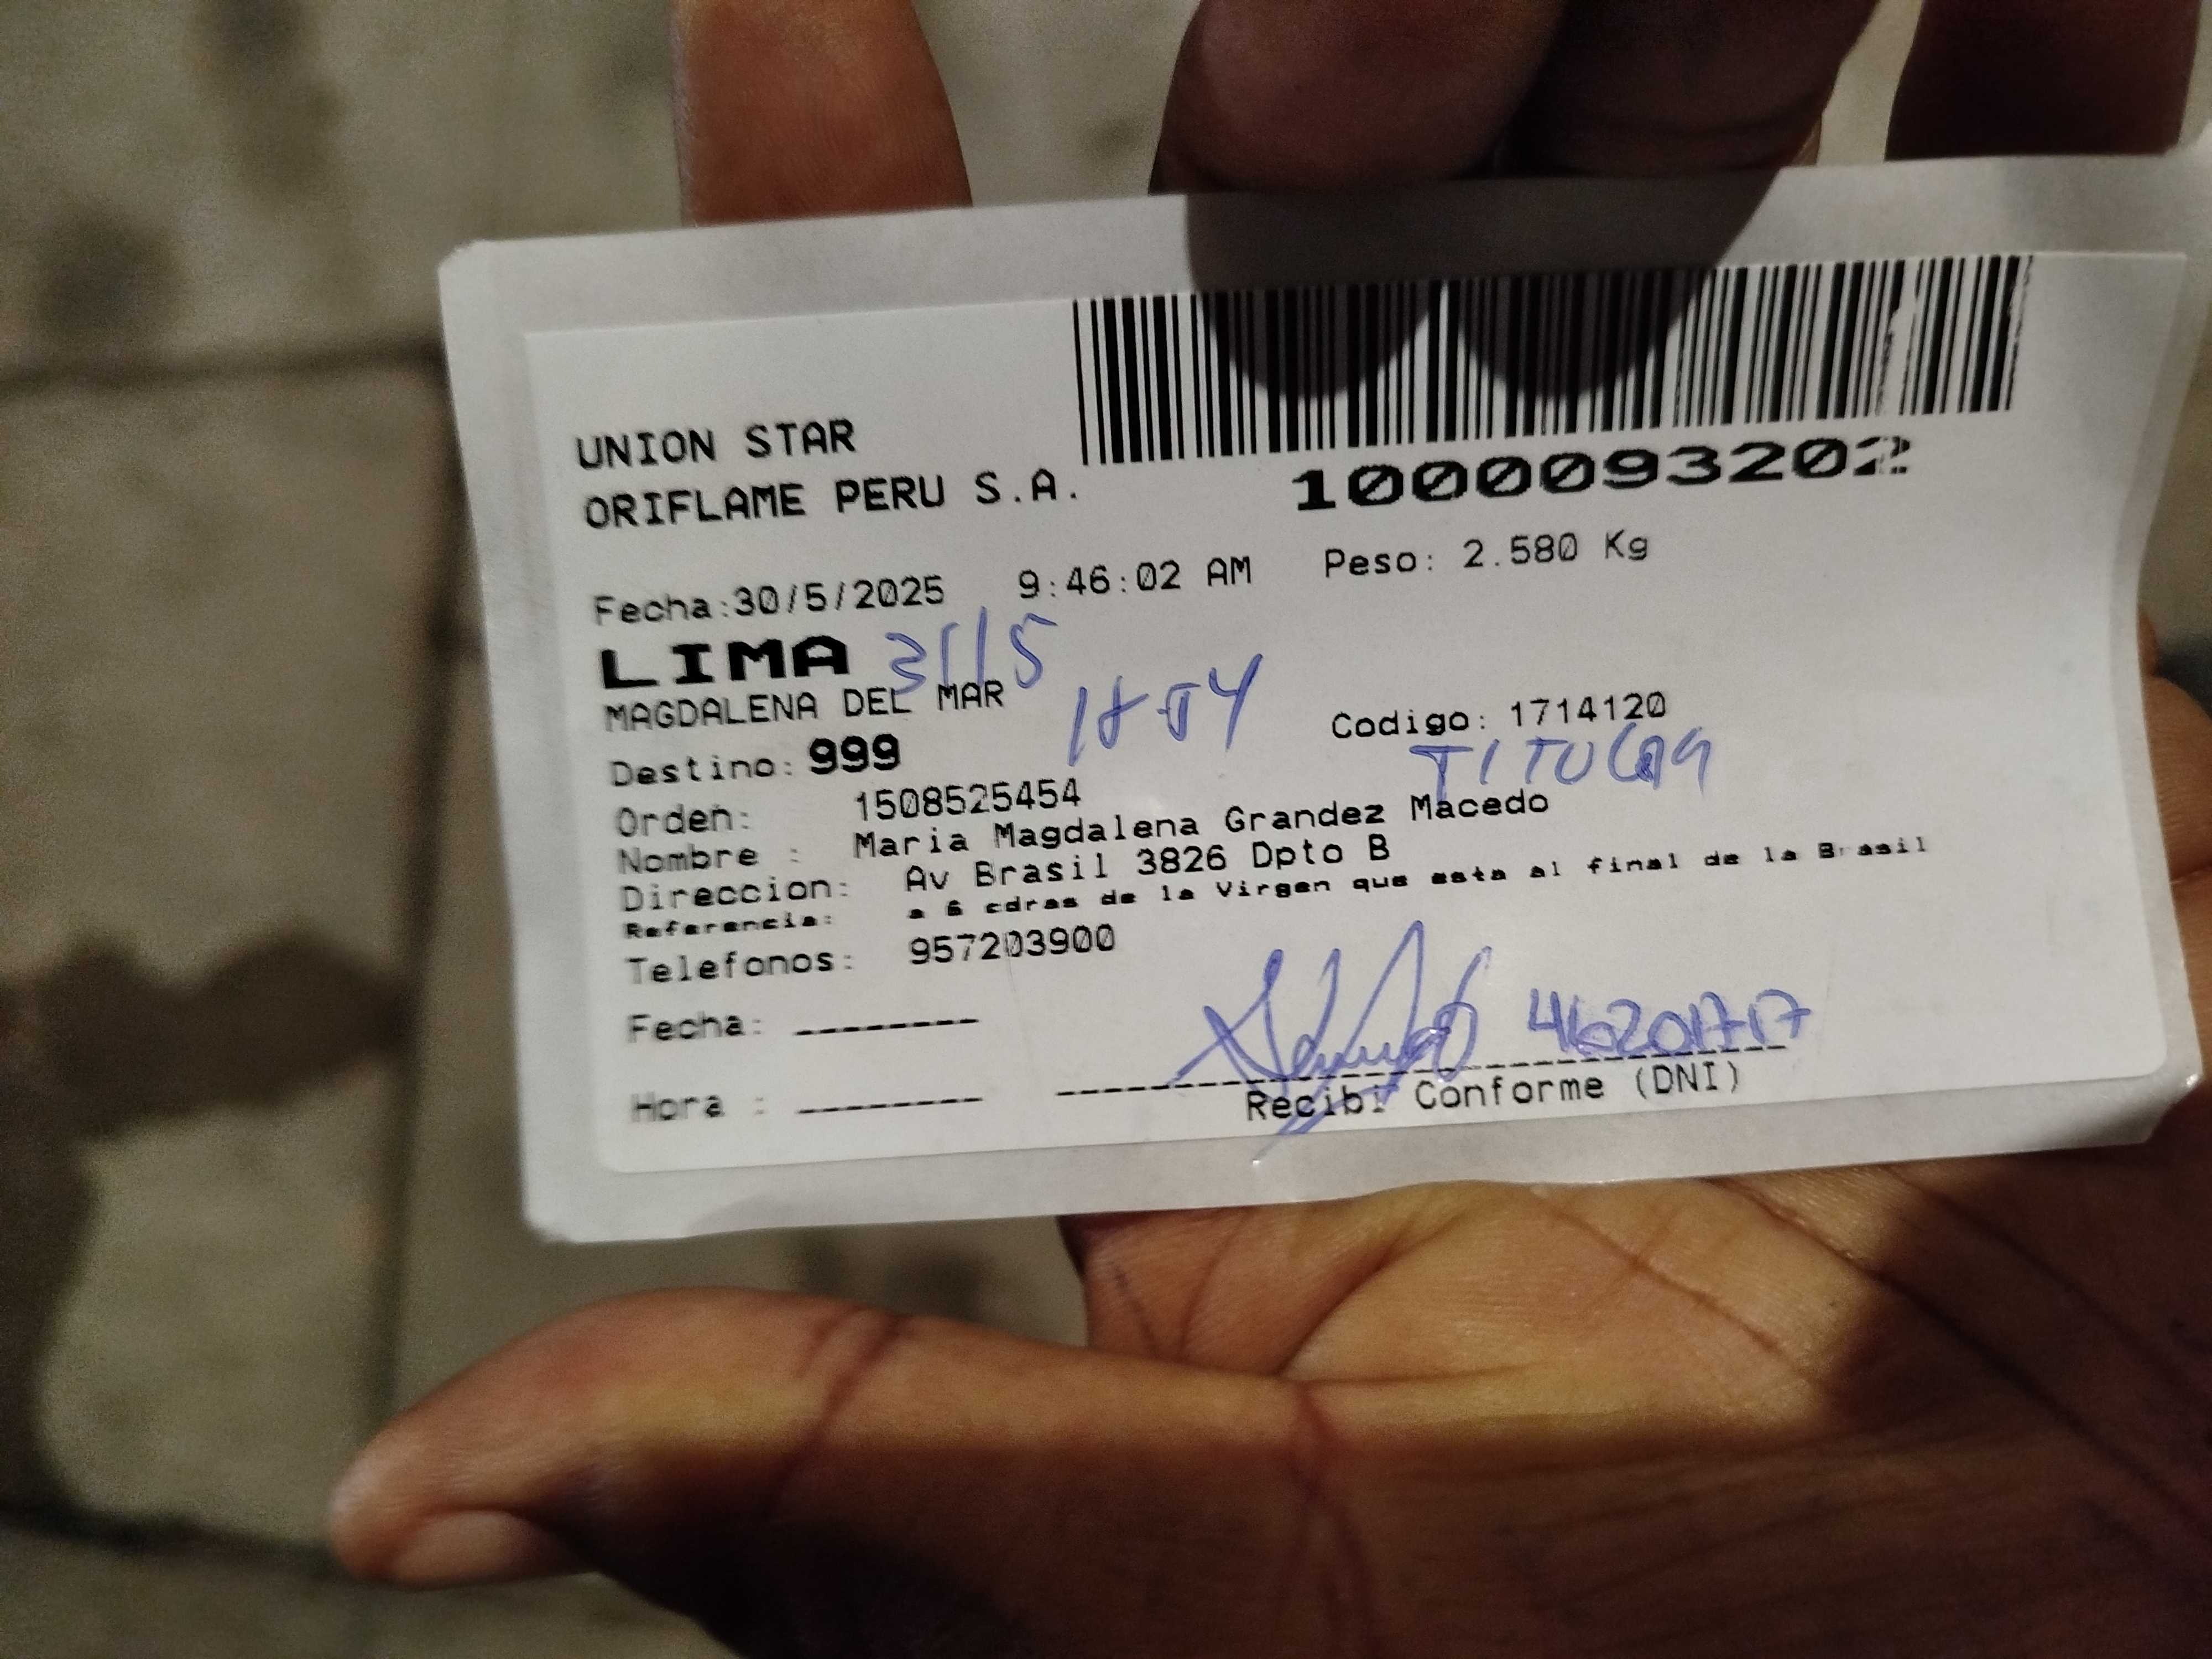 UNION STAR
ORIFLAME PERU S.A.
1000093202
Fecha:30/5/2025 9:46:02 AM Peso: 2.580 Kg
LIMA 31/5
MAGDALENA DEL MAR
Codigo: 1714120
Destino: 999
Orden: 1508525454
Nombre : Maria Magdalena Grandez Macedo
Direccion: Av Brasil 3826 Dpto B
Referencia: a 6 cdras de la Virgen que esta al final de la Brasil
Telefonos: 957203900
Fecha: --------
46201717
Hora : --------
Recibi Conforme (DNI)